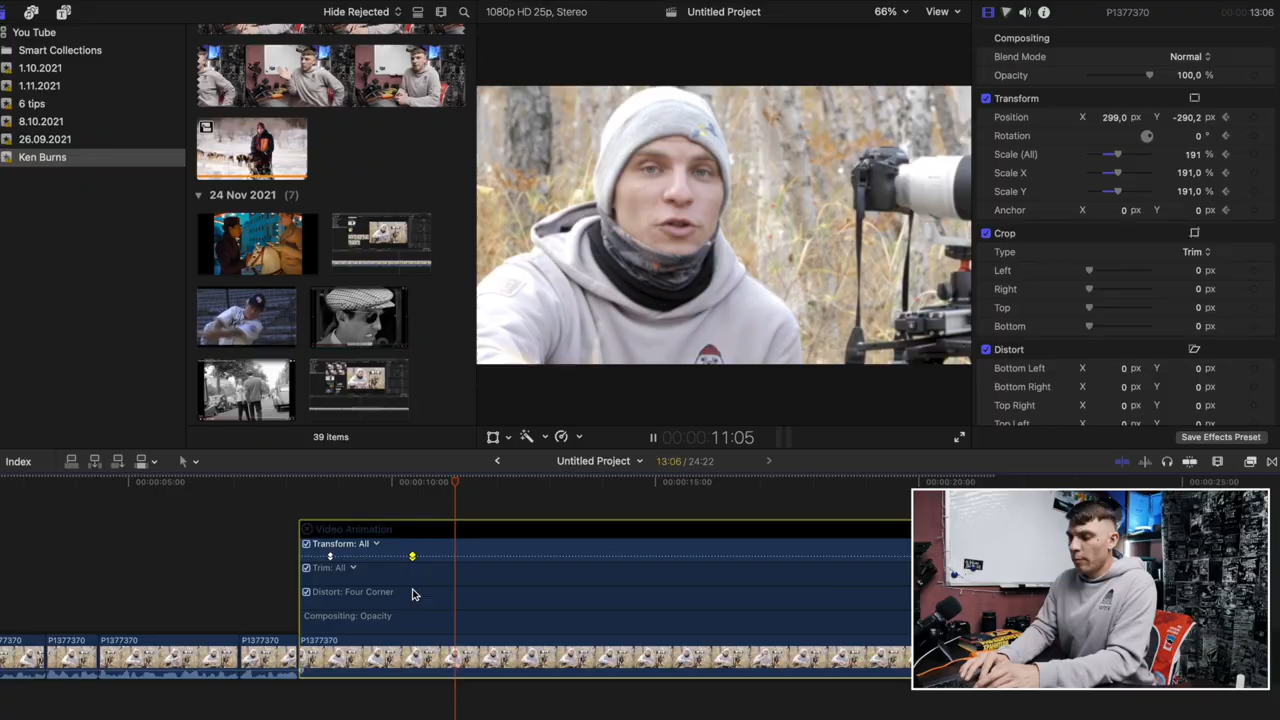 Hide Rejected
1080p HD 25p, Stereo
Untitled Project
66%
View
P1377370
00:00:13:06
You Tube
Smart Collections
1.10.2021
1.11.2021
6 tips
8.10.2021
26.09.2021
Ken Burns
24 Nov 2021 (7)
39 items
00:00:11:05
Compositing
Blend Mode Normal
Opacity 100,0 %
Transform
Position X 299,0 px Y -290,2 px
Rotation 0 °
Scale (All) 191 %
Scale X 191,0 %
Scale Y 191,0 %
Anchor X 0 px Y 0 px
Crop
Type Trim
Left 0 px
Right 0 px
Top 0 px
Bottom 0 px
Distort
Bottom Left X 0 px Y 0 px
Bottom Right X 0 px Y 0 px
Top Right X 0 px Y 0 px
Top Left X 0 px Y 0 px
Save Effects Preset
Index
Untitled Project
13:06 / 24:22
00:00:05:00
00:00:10:00
00:00:15:00
00:00:20:00
00:00:25:00
Video Animation
Transform: All
Trim: All
Distort: Four Corner
Compositing: Opacity
7370
P1377370
P1377370
P1377370
P1377370